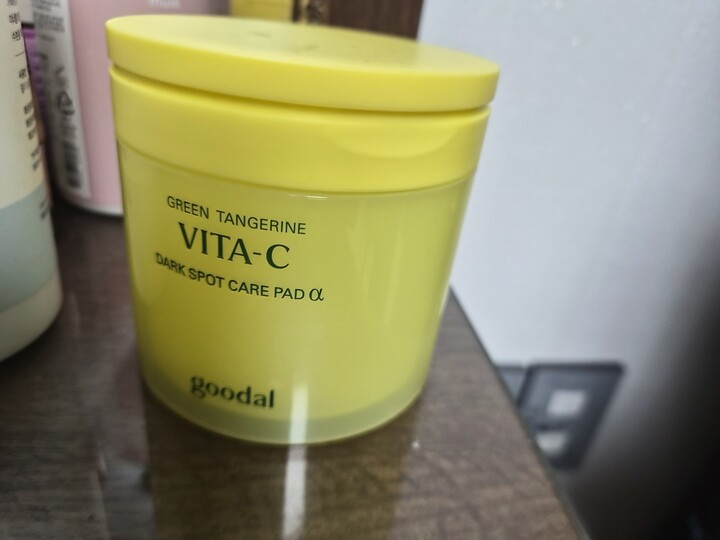 GREEN TANGERINE
VITA-C
DARK SPOT CARE PAD α
goodal